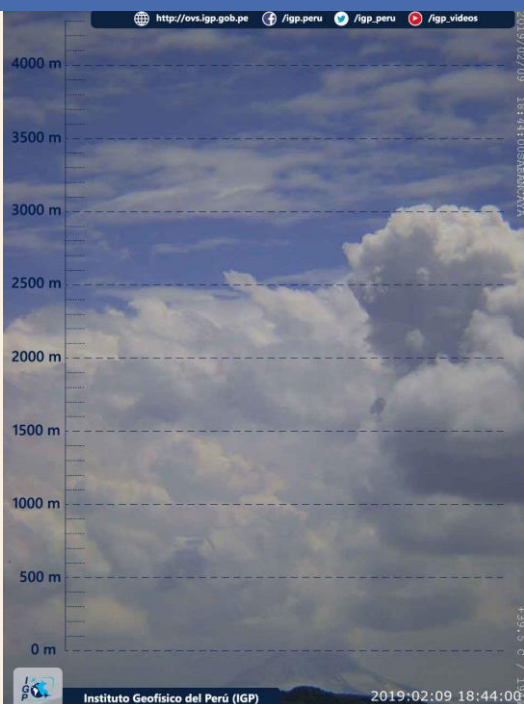 http://ovs.igp.gob.pe /igp.peru /igp_peru /igp_videos
4000 m
3500 m
3000 m
2500 m
2000 m
1500 m
1000 m
500 m
0 m
IGP
Instituto Geofísico del Perú (IGP)
2019:02:09 18:44:00